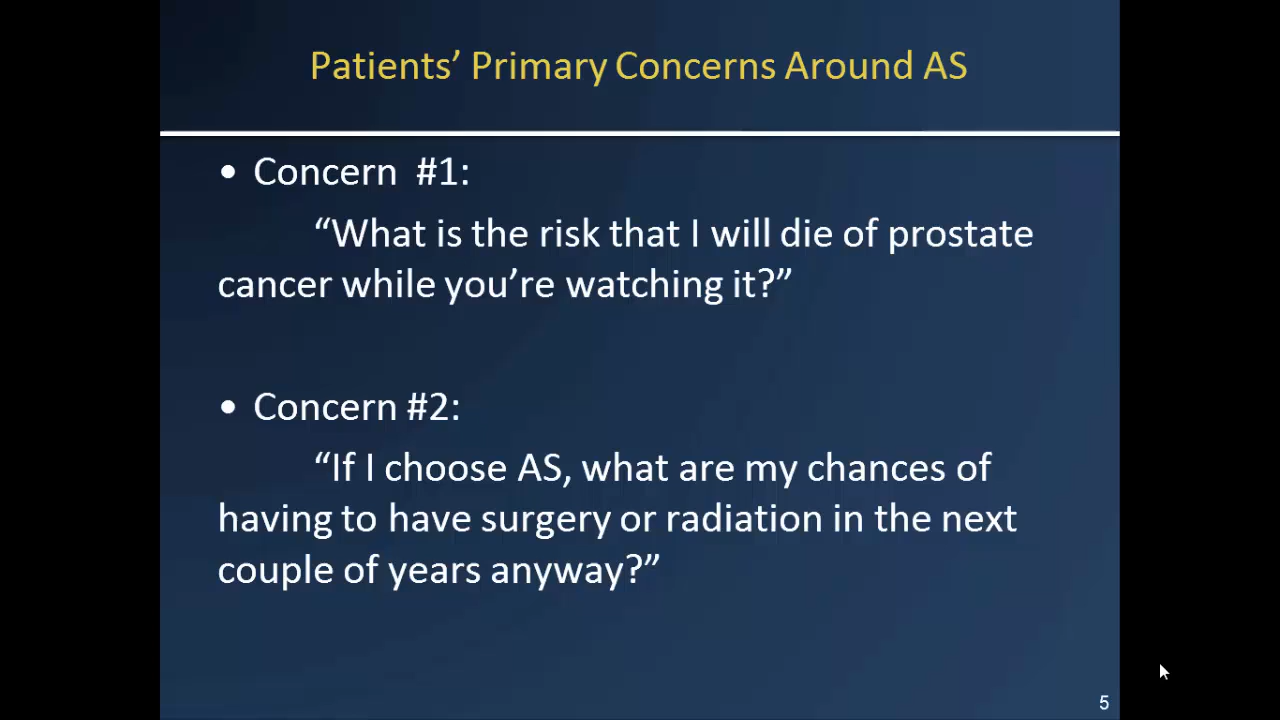 Patients’ Primary Concerns Around AS
• Concern  #1:
“What is the risk that I will die of prostate
cancer while you’re watching it?”
• Concern #2:
“If I choose AS, what are my chances of
having to have surgery or radiation in the next
couple of years anyway?”
5